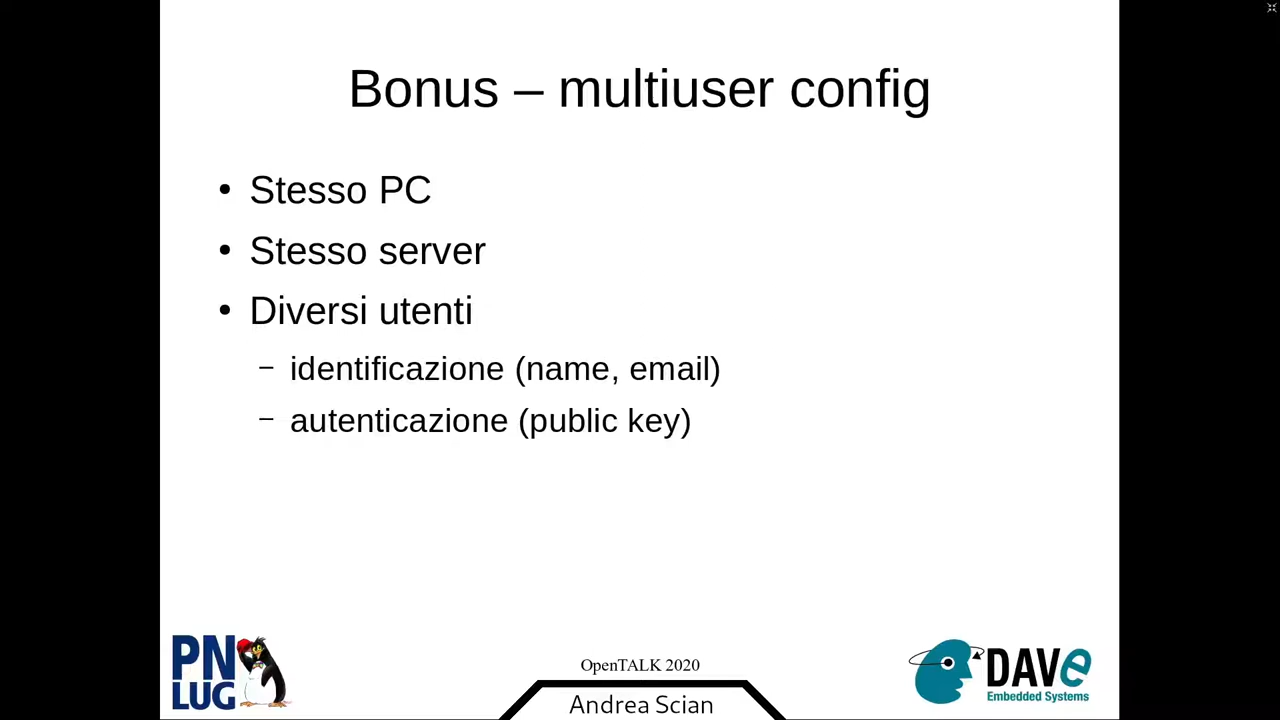 Bonus – multiuser config
• Stesso PC
• Stesso server
• Diversi utenti
– identificazione (name, email)
– autenticazione (public key)
PN
LUG
OpenTALK 2020
Andrea Scian
DAVe
Embedded Systems